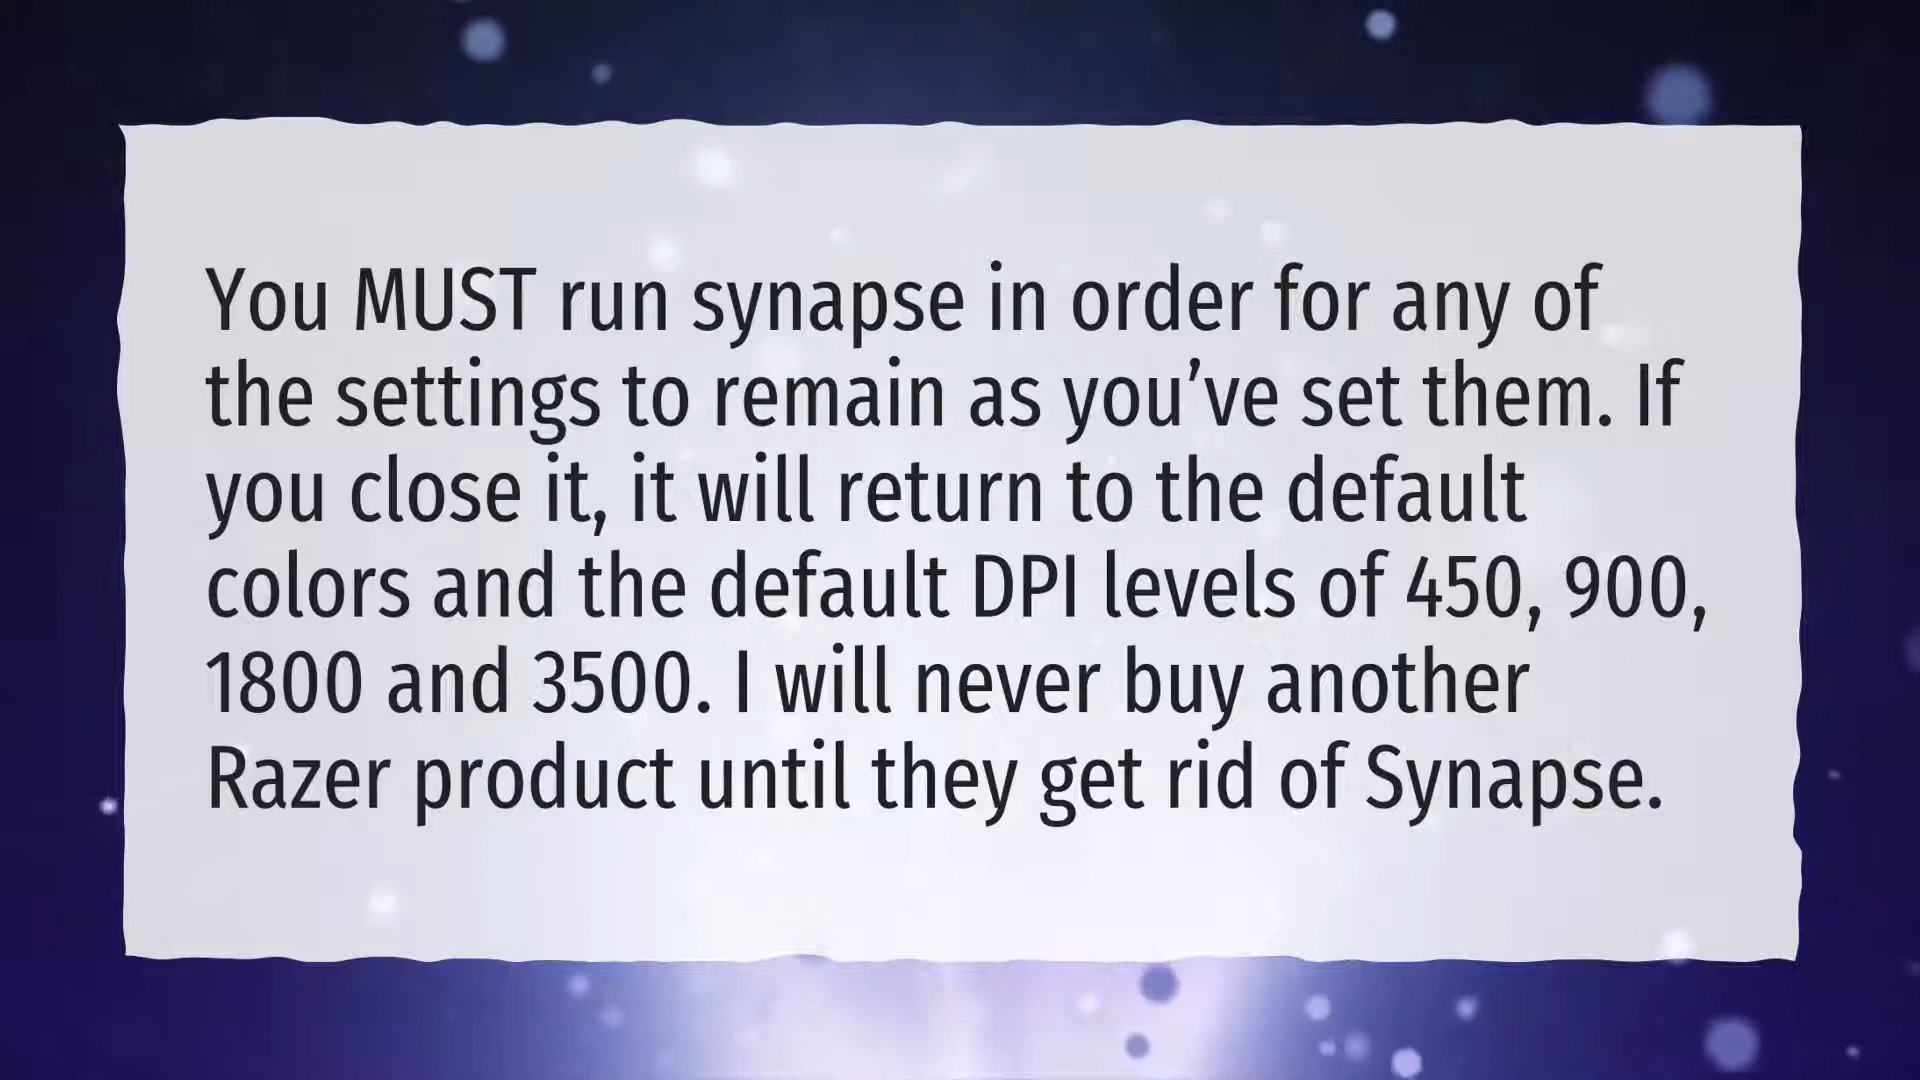 You MUST run synapse in order for any of
the settings to remain as you’ve set them. If
you close it, it will return to the default
colors and the default DPI levels of 450, 900,
1800 and 3500. I will never buy another
Razer product until they get rid of Synapse.